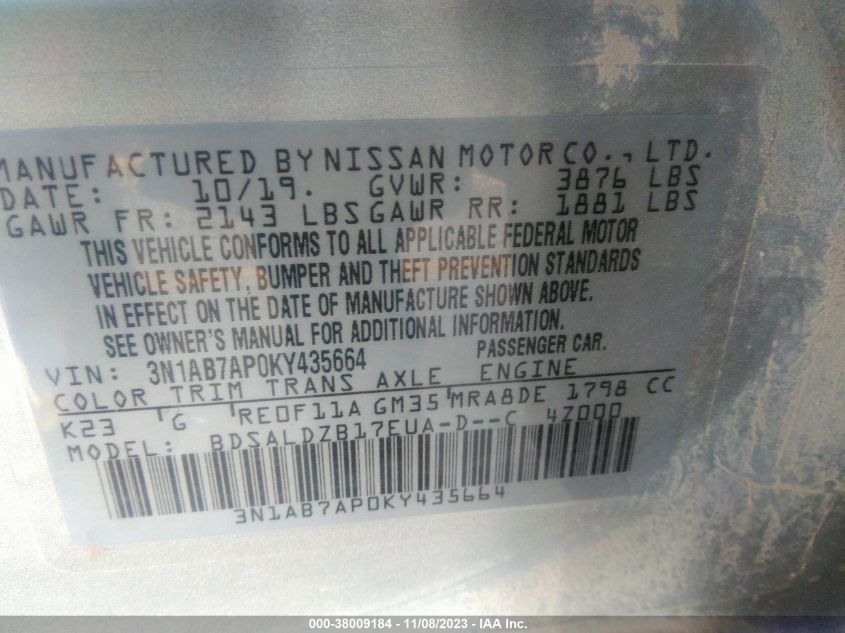 MANUFACTURED BY NISSAN MOTOR CO., LTD.
DATE: 10/19. GVWR: 3876 LBS
GAWR FR: 2143 LBS GAWR RR: 1881 LBS
THIS VEHICLE CONFORMS TO ALL APPLICABLE FEDERAL MOTOR
VEHICLE SAFETY, BUMPER AND THEFT PREVENTION STANDARDS
IN EFFECT ON THE DATE OF MANUFACTURE SHOWN ABOVE.
SEE OWNER'S MANUAL FOR ADDITIONAL INFORMATION.
VIN: 3N1AB7AP0KY435664 PASSENGER CAR.
COLOR TRIM TRANS AXLE ENGINE
K23 G RE0F11A GM35 MRA8DE 1798 CC
MODEL: BDSALDZB17EUA-D--C 4Z000
3N1AB7AP0KY435664
000-38009184 - 11/08/2023 - IAA Inc.